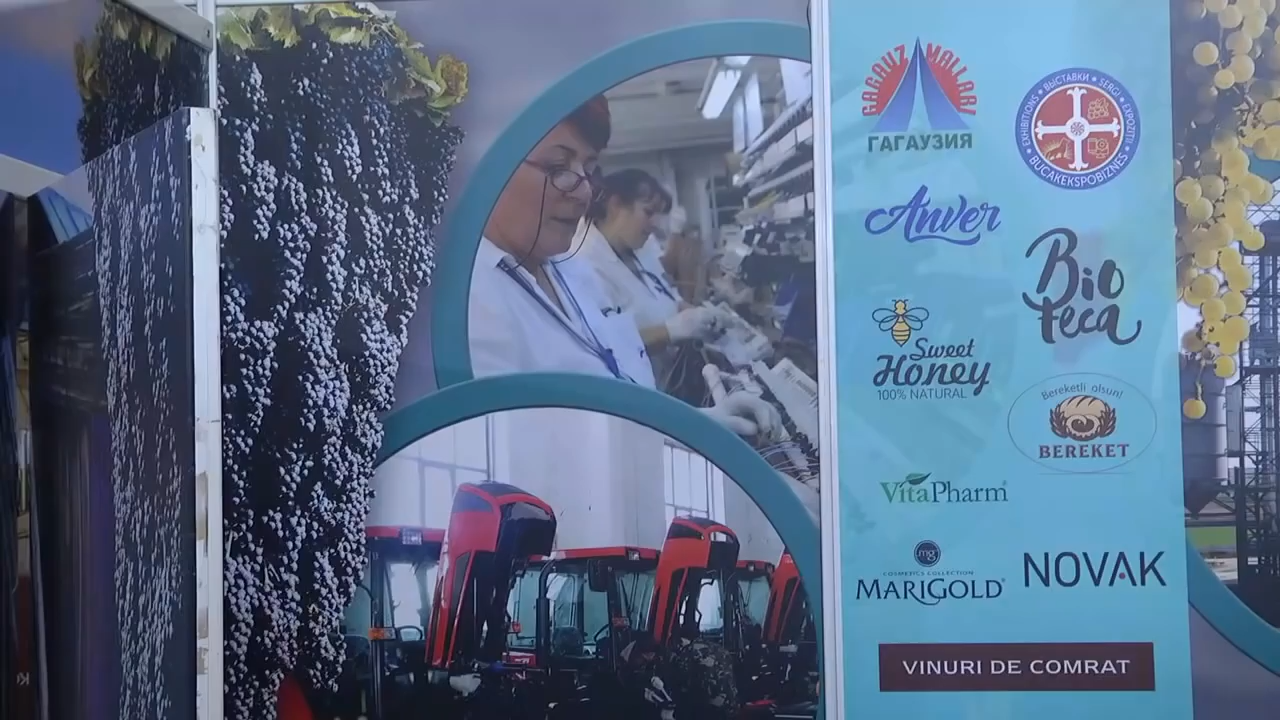 GAGAUZ MALLARI
ГАГАУЗИЯ
EXHIBITIONS • ВЫСТАВКИ • SERGI • EXPOZIȚII
BUCAKEKSPOBIZNES
Anver
Bio
Teca
Sweet
Honey
100% NATURAL
Bereketli olsun!
BEREKET
VitaPharm
mg
COSMETICS COLLECTION
MARIGOLD
NOVAK
VINURI DE COMRAT